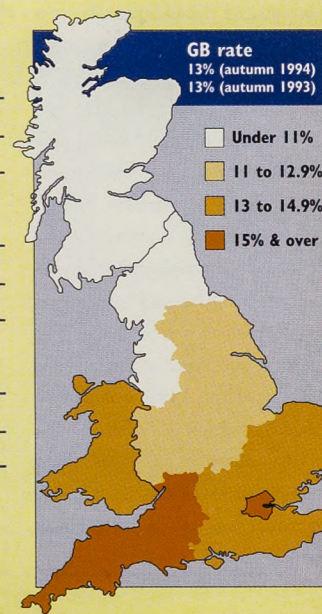 GB rate
13% (autumn 1994)
13% (autumn 1993)
Under 11%
11 to 12.9%
13 to 14.9%
15% & over